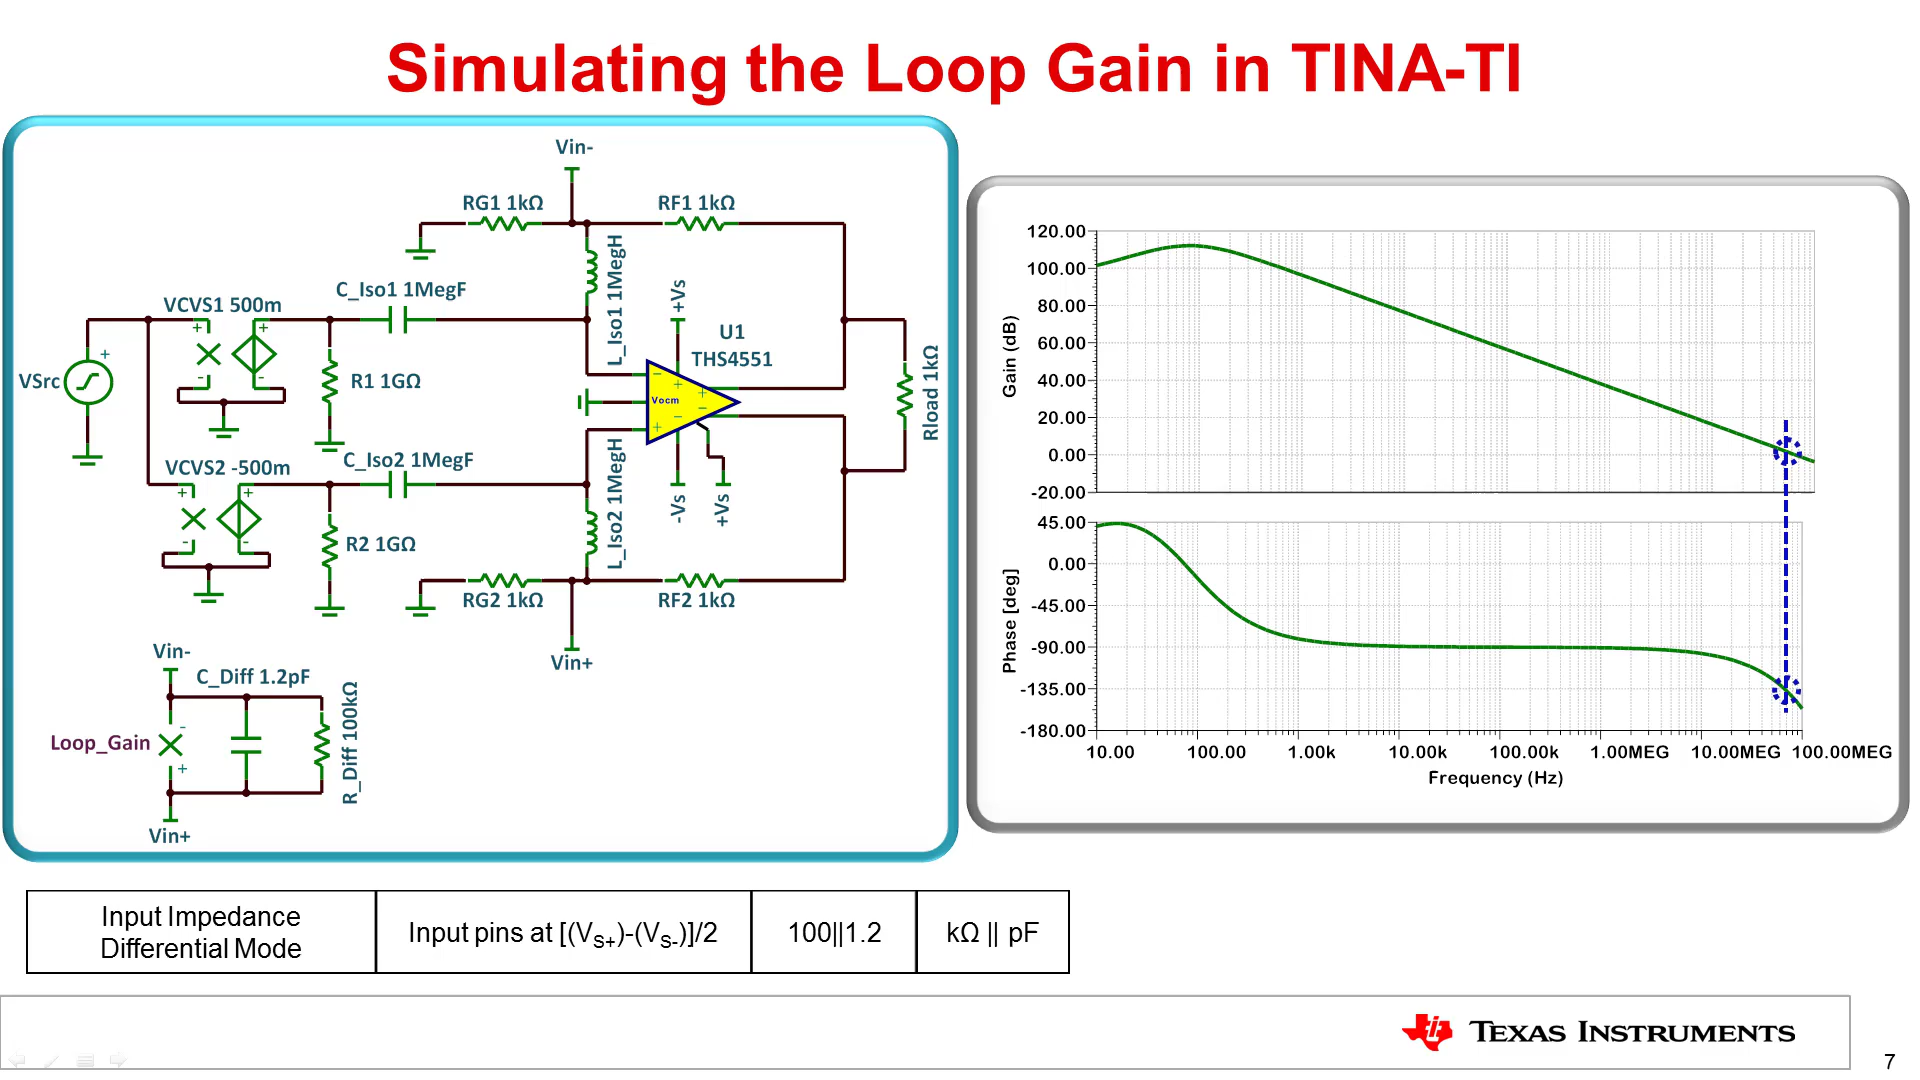 Simulating the Loop Gain in TINA-TI
Vin-
RG1 1kΩ
RF1 1kΩ
C_Iso1 1MegF
VCVS1 500m
L_Iso1 1MegH
+Vs
U1
THS4551
VSrc
R1 1GΩ
Vocm
Rload 1kΩ
VCVS2 -500m
C_Iso2 1MegF
L_Iso2 1MegH
-Vs
+Vs
R2 1GΩ
RG2 1kΩ
RF2 1kΩ
Vin+
Vin-
C_Diff 1.2pF
Loop_Gain
R_Diff 100kΩ
Vin+
Gain (dB)
120.00
100.00
80.00
60.00
40.00
20.00
0.00
-20.00
Phase [deg]
45.00
0.00
-45.00
-90.00
-135.00
-180.00
10.00 100.00 1.00k 10.00k 100.00k 1.00MEG 10.00MEG 100.00MEG
Frequency (Hz)
Input Impedance
Differential Mode
Input pins at [(VS+)-(VS-)]/2
100||1.2
kΩ || pF
TEXAS INSTRUMENTS
7